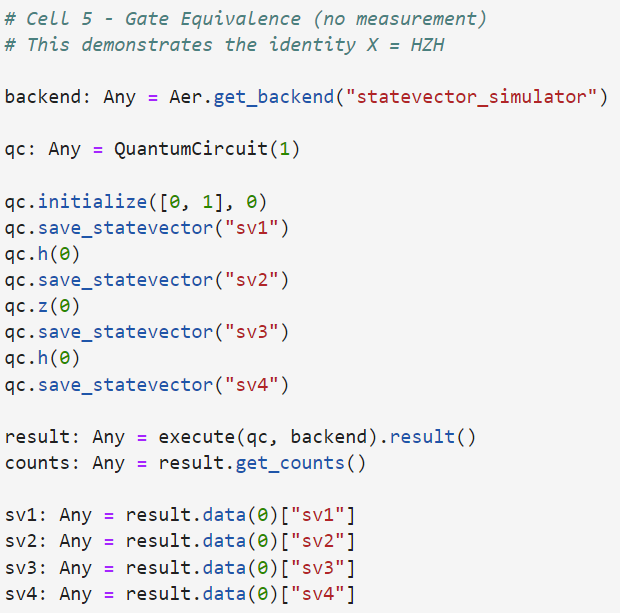 # Cell 5 - Gate Equivalence (no measurement)
# This demonstrates the identity X = HZH
backend: Any = Aer.get_backend("statevector_simulator")
qc: Any = QuantumCircuit(1)
qc.initialize([0, 1], 0)
qc.save_statevector("sv1")
qc.h(0)
qc.save_statevector("sv2")
qc.z(0)
qc.save_statevector("sv3")
qc.h(0)
qc.save_statevector("sv4")
result: Any = execute(qc, backend).result()
counts: Any = result.get_counts()
sv1: Any = result.data(0)["sv1"]
sv2: Any = result.data(0)["sv2"]
sv3: Any = result.data(0)["sv3"]
sv4: Any = result.data(0)["sv4"]